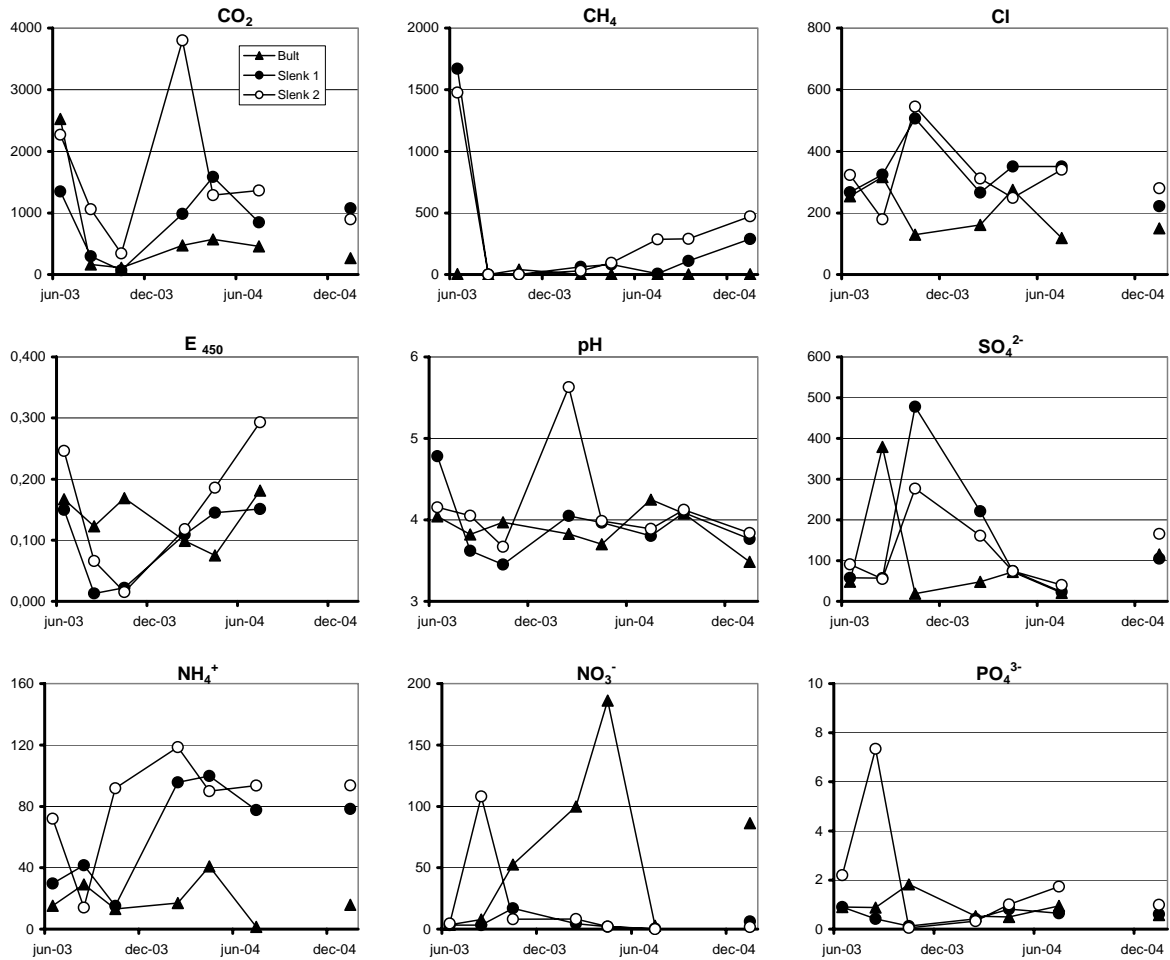 CO₂
4000
3000
2000
1000
0
jun-03 dec-03 jun-04 dec-04
Bult
Slenk 1
Slenk 2
CH₄
2000
1500
1000
500
0
jun-03 dec-03 jun-04 dec-04
Cl
800
600
400
200
0
jun-03 dec-03 jun-04 dec-04
E ₄₅₀
0,400
0,300
0,200
0,100
0,000
jun-03 dec-03 jun-04 dec-04
pH
6
5
4
3
jun-03 dec-03 jun-04 dec-04
SO₄²⁻
600
500
400
300
200
100
0
jun-03 dec-03 jun-04 dec-04
NH₄⁺
160
120
80
40
0
jun-03 dec-03 jun-04 dec-04
NO₃⁻
200
150
100
50
0
jun-03 dec-03 jun-04 dec-04
PO₄³⁻
10
8
6
4
2
0
jun-03 dec-03 jun-04 dec-04